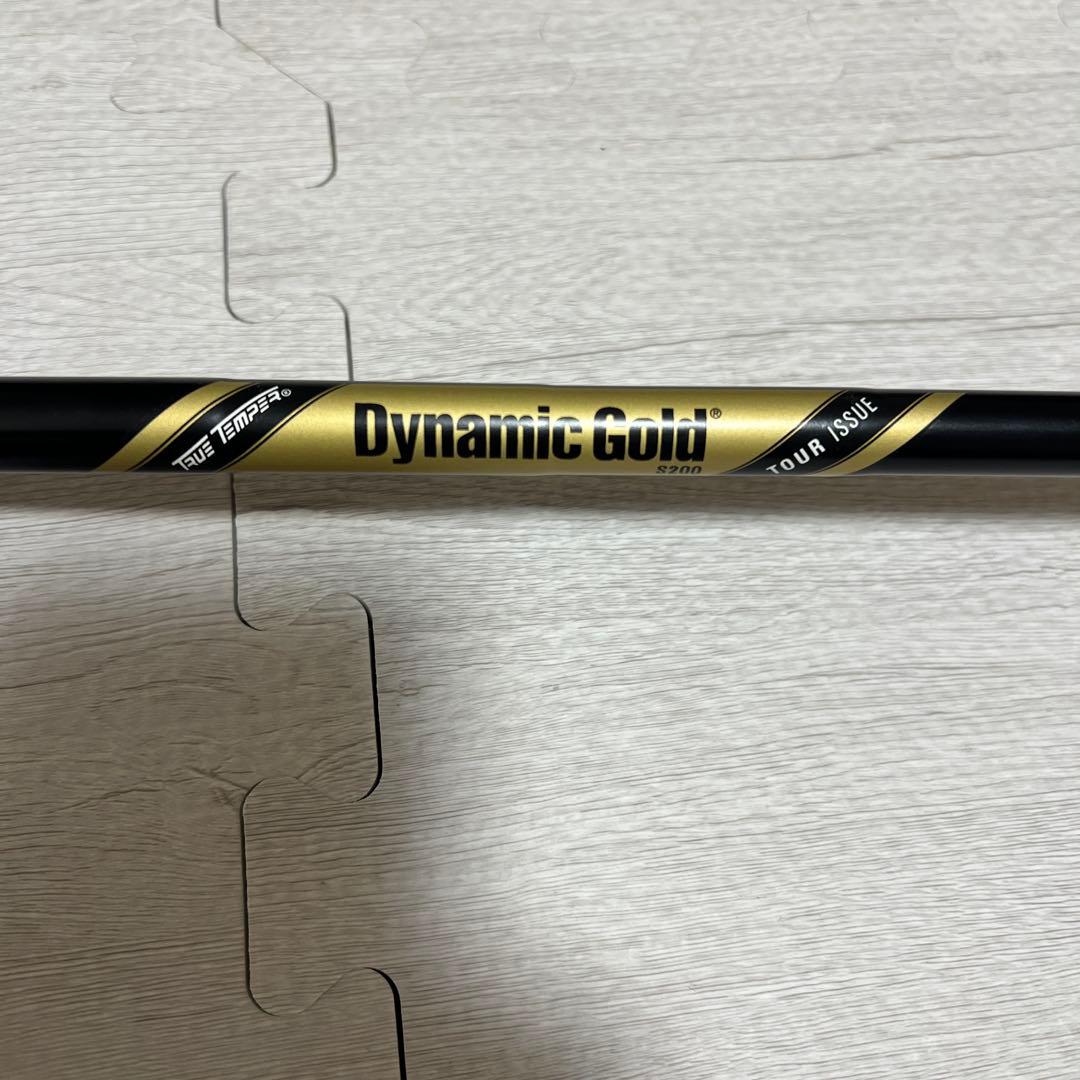 TRUE TEMPER®
Dynamic Gold®
S200
TOUR ISSUE